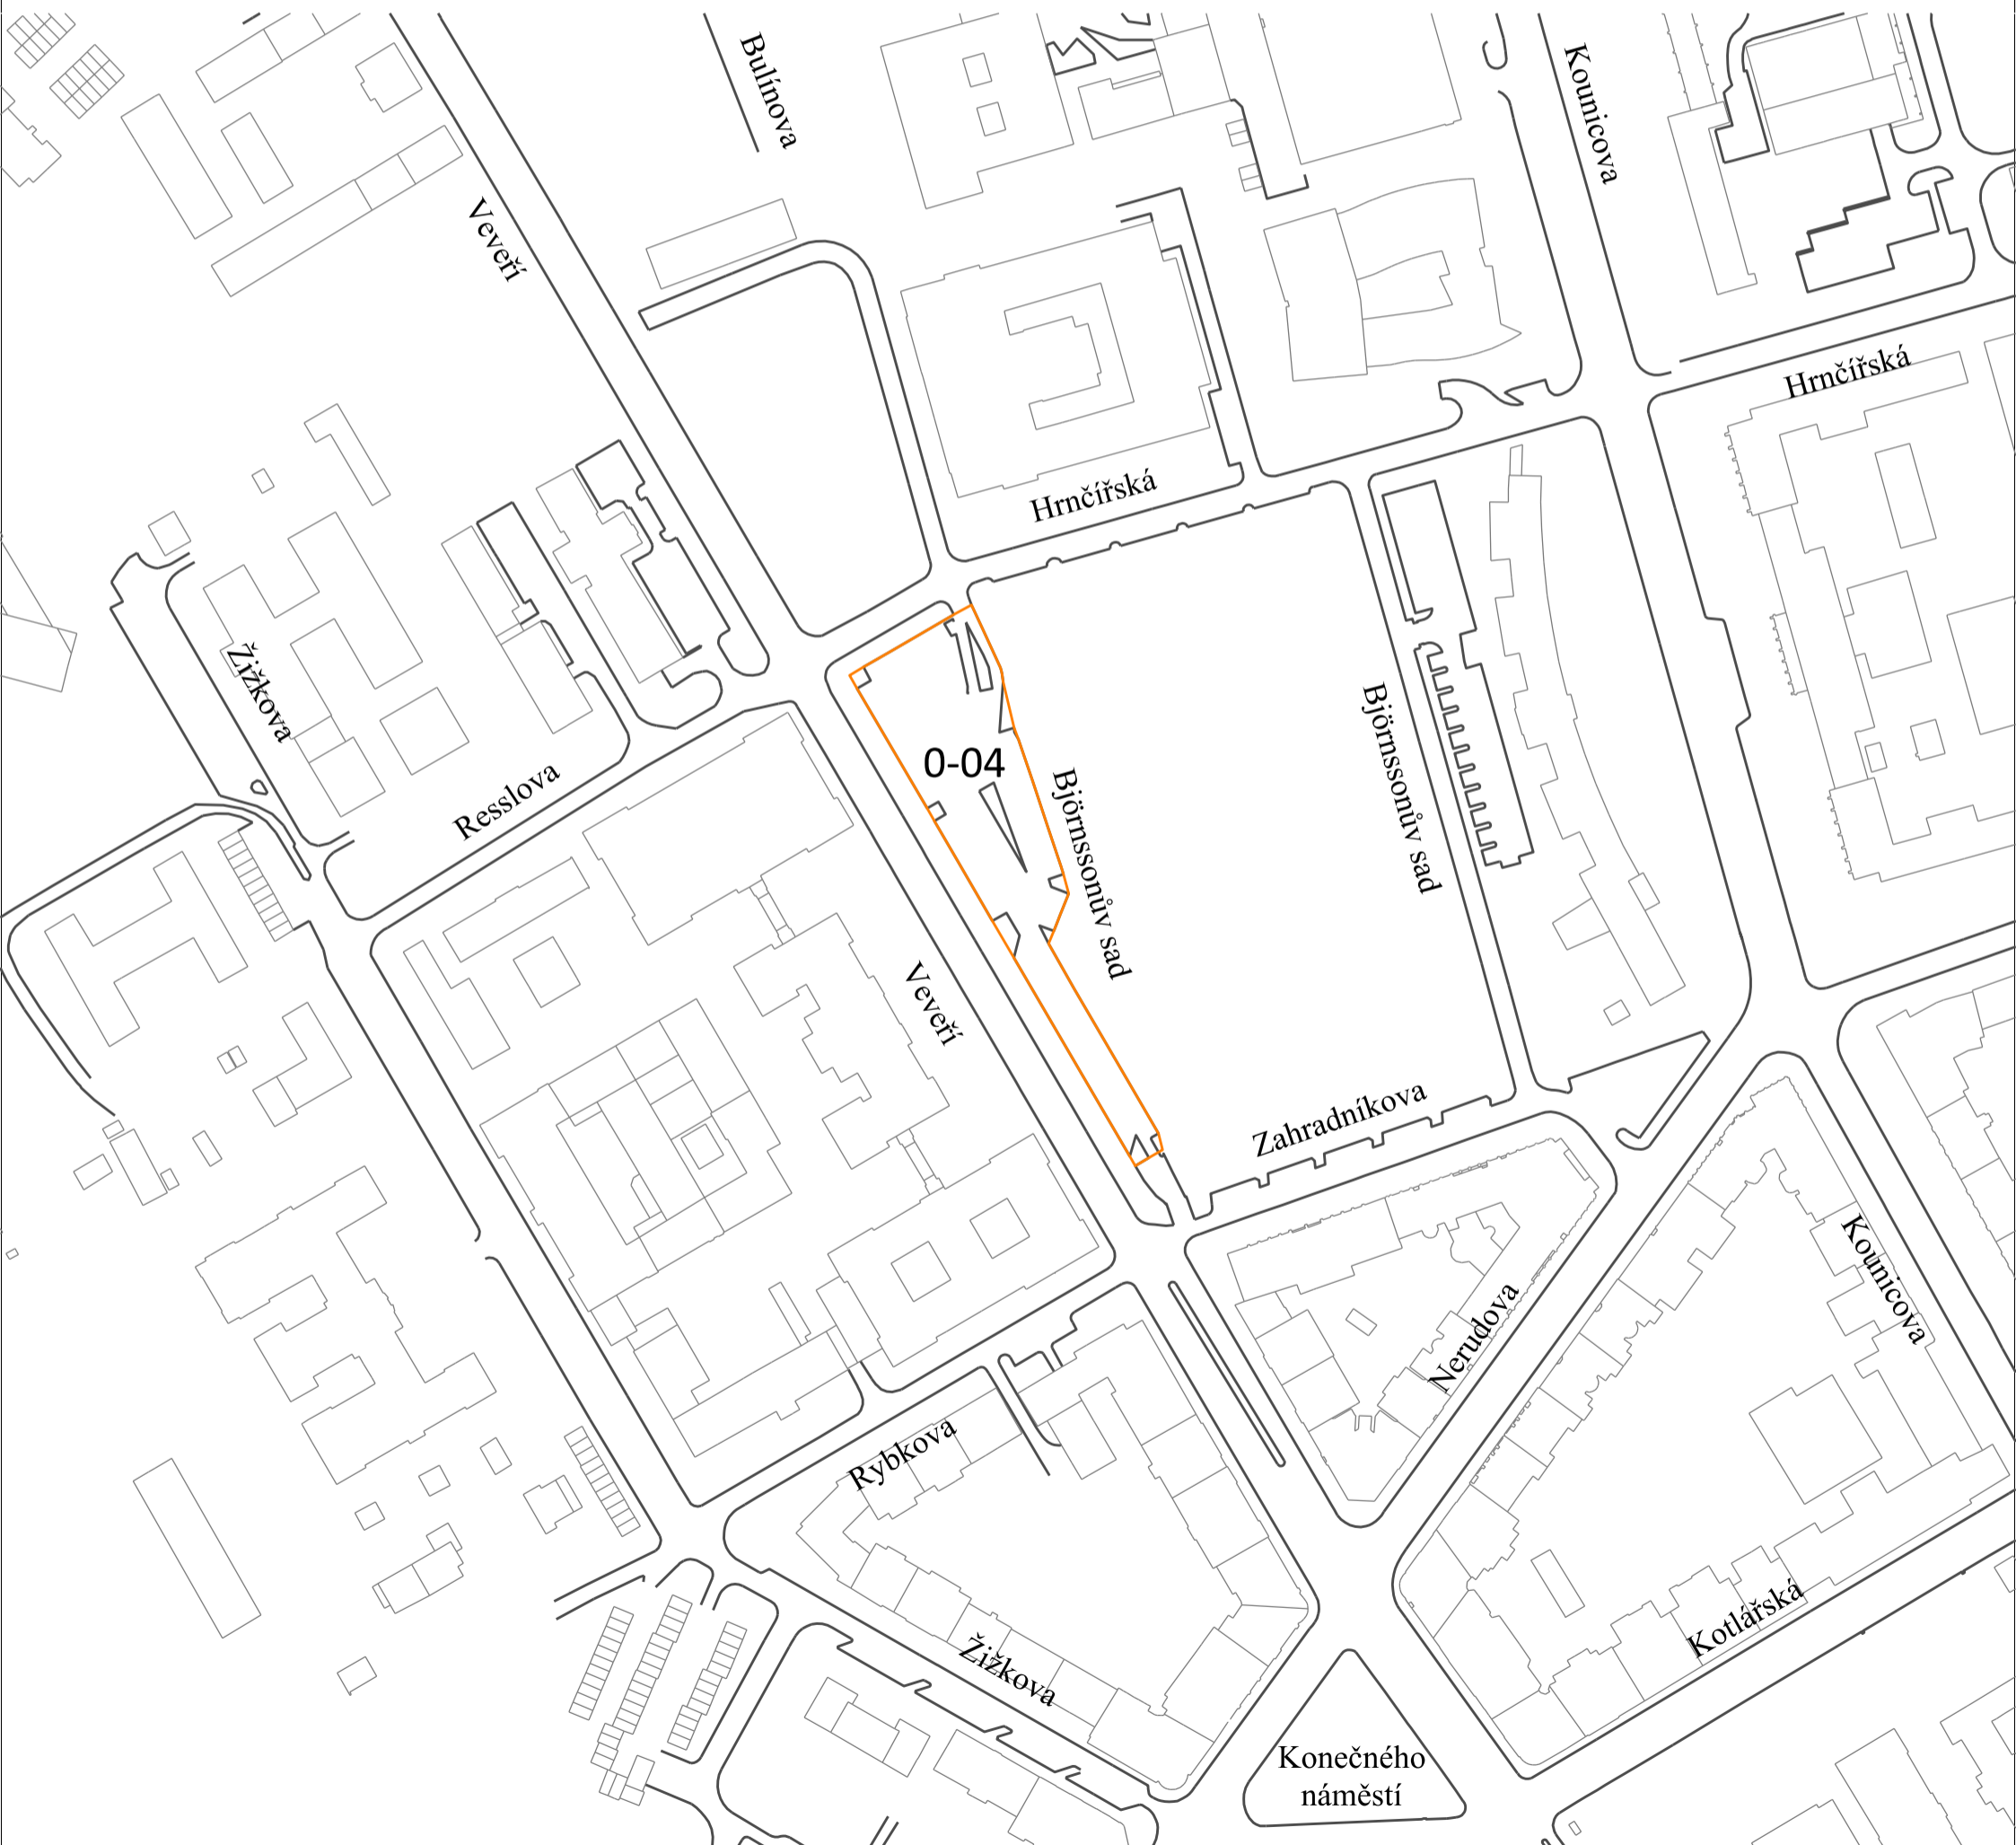 Bulínova
Kounicova
Veveří
Hrnčířská
Hrnčířská
Žižkova
Resslova
0-04
Björnssonův sad
Björnssonův sad
Veveří
Zahradníkova
Kounicova
Nerudova
Rybkova
Kotlářská
Žižkova
Konečného
náměstí